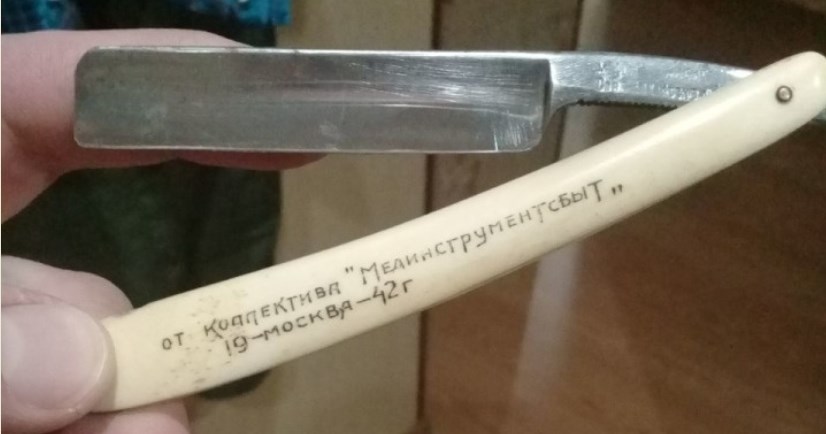 от коллектива "Мединструментсбыт„
19-москва-42г